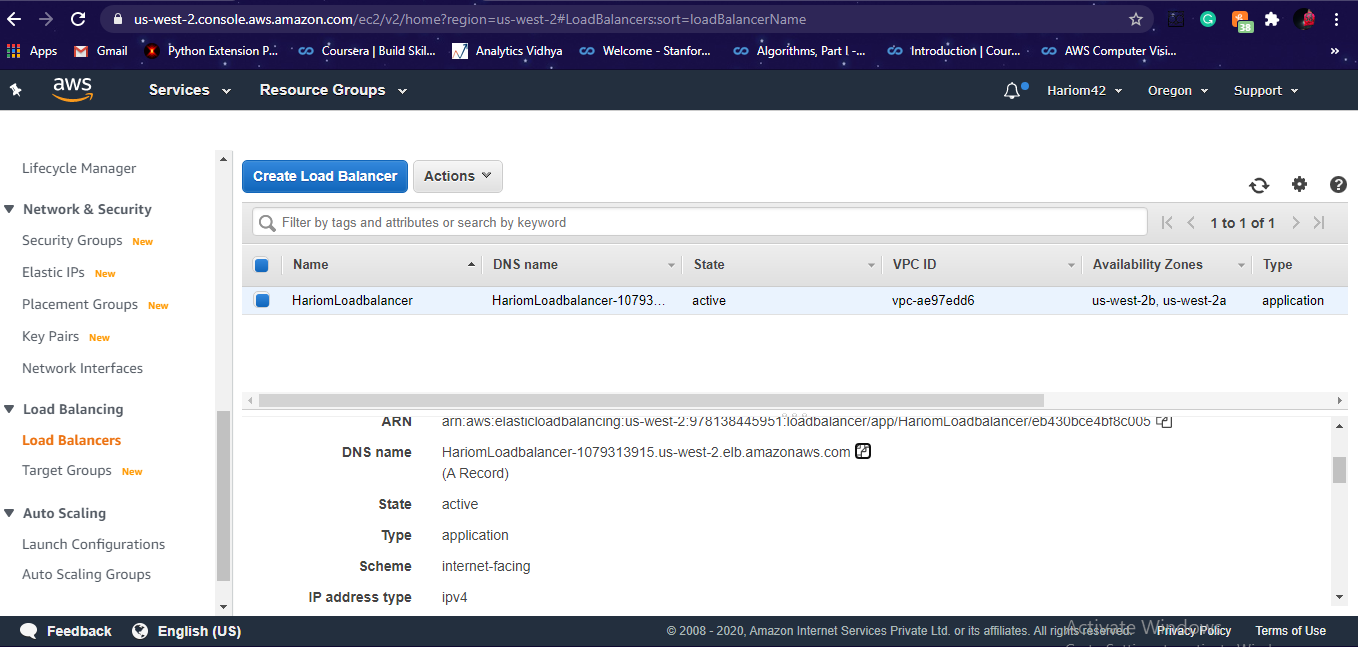 us-west-2.console.aws.amazon.com/ec2/v2/home?region=us-west-2#LoadBalancers:sort=loadBalancerName
38
Apps Gmail Python Extension P... Coursera | Build Skil... Analytics Vidhya Welcome - Stanfor... Algorithms, Part I -... Introduction | Cour... AWS Computer Visi... »
aws Services Resource Groups Hariom42 Oregon Support
Lifecycle Manager
Network & Security
Security Groups New
Elastic IPs New
Placement Groups New
Key Pairs New
Network Interfaces
Load Balancing
Load Balancers
Target Groups New
Auto Scaling
Launch Configurations
Auto Scaling Groups
Create Load Balancer Actions
Filter by tags and attributes or search by keyword 1 to 1 of 1
Name DNS name State VPC ID Availability Zones Type
HariomLoadbalancer HariomLoadbalancer-10793... active vpc-ae97edd6 us-west-2b, us-west-2a application
ARN arn:aws:elasticloadbalancing:us-west-2:978138445951:loadbalancer/app/HariomLoadbalancer/eb430bce4bf8c005
DNS name HariomLoadbalancer-1079313915.us-west-2.elb.amazonaws.com
(A Record)
State active
Type application
Scheme internet-facing
IP address type ipv4
Feedback English (US) © 2008 - 2020, Amazon Internet Services Private Ltd. or its affiliates. All rights reserved. Privacy Policy Terms of Use
Activate Windows